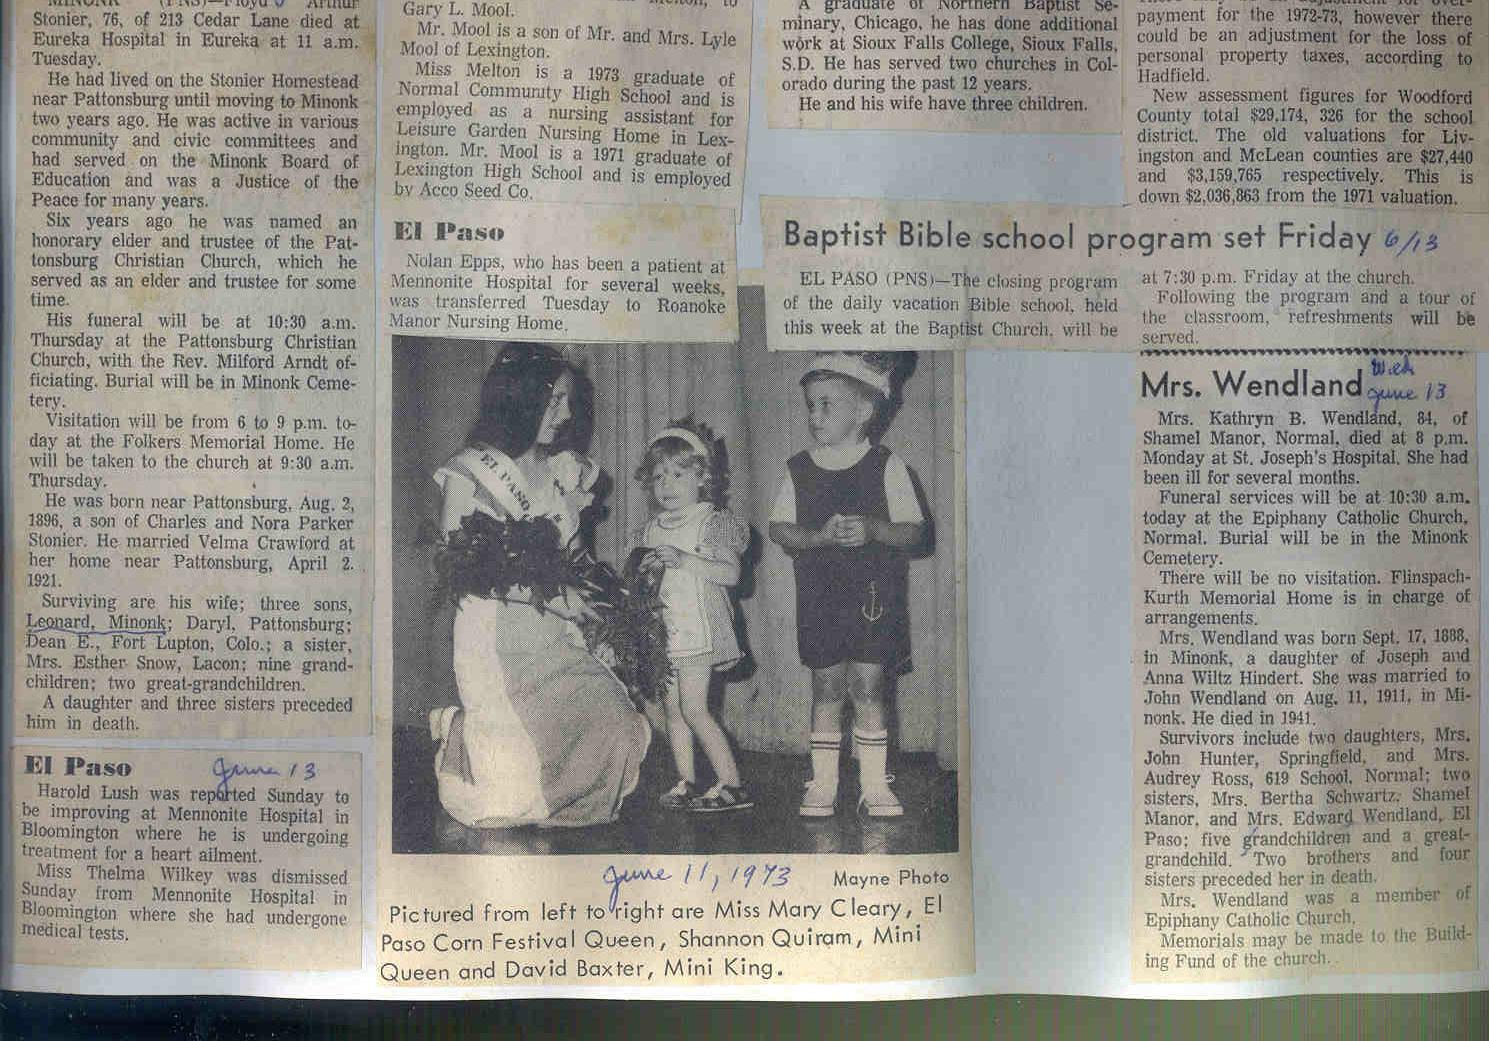 MINONK (PNS)—Floyd Arthur
Stonier, 76, of 213 Cedar Lane died at
Eureka Hospital in Eureka at 11 a.m.
Tuesday.
He had lived on the Stonier Homestead
near Pattonsburg until moving to Minonk
two years ago. He was active in various
community and civic committees and
had served on the Minonk Board of
Education and was a Justice of the
Peace for many years.
Six years ago he was named an
honorary elder and trustee of the Pat-
tonsburg Christian Church, which he
served as an elder and trustee for some
time.
His funeral will be at 10:30 a.m.
Thursday at the Pattonsburg Christian
Church, with the Rev. Milford Arndt of-
ficiating. Burial will be in Minonk Ceme-
tery.
Visitation will be from 6 to 9 p.m. to-
day at the Folkers Memorial Home. He
will be taken to the church at 9:30 a.m.
Thursday.
He was born near Pattonsburg, Aug. 2,
1896, a son of Charles and Nora Parker
Stonier. He married Velma Crawford at
her home near Pattonsburg, April 2.
1921.
Surviving are his wife; three sons,
Leonard, Minonk; Daryl, Pattonsburg;
Dean E., Fort Lupton, Colo.; a sister,
Mrs. Esther Snow, Lacon; nine grand-
children; two great-grandchildren.
A daughter and three sisters preceded
him in death.
El Paso June 13
Harold Lush was reported Sunday to
be improving at Mennonite Hospital in
Bloomington where he is undergoing
treatment for a heart ailment.
Miss Thelma Wilkey was dismissed
Sunday from Mennonite Hospital in
Bloomington where she had undergone
medical tests.
Melton, to
Gary L. Mool.
Mr. Mool is a son of Mr. and Mrs. Lyle
Mool of Lexington.
Miss Melton is a 1973 graduate of
Normal Community High School and is
employed as a nursing assistant for
Leisure Garden Nursing Home in Lex-
ington. Mr. Mool is a 1971 graduate of
Lexington High School and is employed
by Acco Seed Co.
El Paso
Nolan Epps, who has been a patient at
Mennonite Hospital for several weeks,
was transferred Tuesday to Roanoke
Manor Nursing Home.
EL PASO
June 11, 1973 Mayne Photo
Pictured from left to right are Miss Mary Cleary, El
Paso Corn Festival Queen, Shannon Quiram, Mini
Queen and David Baxter, Mini King.
A graduate of Northern Baptist Se-
minary, Chicago, he has done additional
work at Sioux Falls College, Sioux Falls,
S.D. He has served two churches in Col-
orado during the past 12 years.
He and his wife have three children.
payment for the 1972-73, however there
could be an adjustment for the loss of
personal property taxes, according to
Hadfield.
New assessment figures for Woodford
County total $29,174, 326 for the school
district. The old valuations for Liv-
ingston and McLean counties are $27,440
and $3,159,765 respectively. This is
down $2,036,863 from the 1971 valuation.
Baptist Bible school program set Friday 6/13
EL PASO (PNS)—The closing program
of the daily vacation Bible school, held
this week at the Baptist Church, will be
at 7:30 p.m. Friday at the church.
Following the program and a tour of
the classroom, refreshments will be
served.
Mrs. Wendland Wed June 13
Mrs. Kathryn B. Wendland, 84, of
Shamel Manor, Normal, died at 8 p.m.
Monday at St. Joseph's Hospital. She had
been ill for several months.
Funeral services will be at 10:30 a.m.
today at the Epiphany Catholic Church,
Normal. Burial will be in the Minonk
Cemetery.
There will be no visitation. Flinspach-
Kurth Memorial Home is in charge of
arrangements.
Mrs. Wendland was born Sept. 17, 1888,
in Minonk, a daughter of Joseph and
Anna Wiltz Hindert. She was married to
John Wendland on Aug. 11, 1911, in Mi-
nonk. He died in 1941.
Survivors include two daughters, Mrs.
John Hunter, Springfield, and Mrs.
Audrey Ross, 619 School, Normal; two
sisters, Mrs. Bertha Schwartz, Shamel
Manor, and Mrs. Edward Wendland, El
Paso; five grandchildren and a great-
grandchild. Two brothers and four
sisters preceded her in death.
Mrs. Wendland was a member of
Epiphany Catholic Church.
Memorials may be made to the Build-
ing Fund of the church.